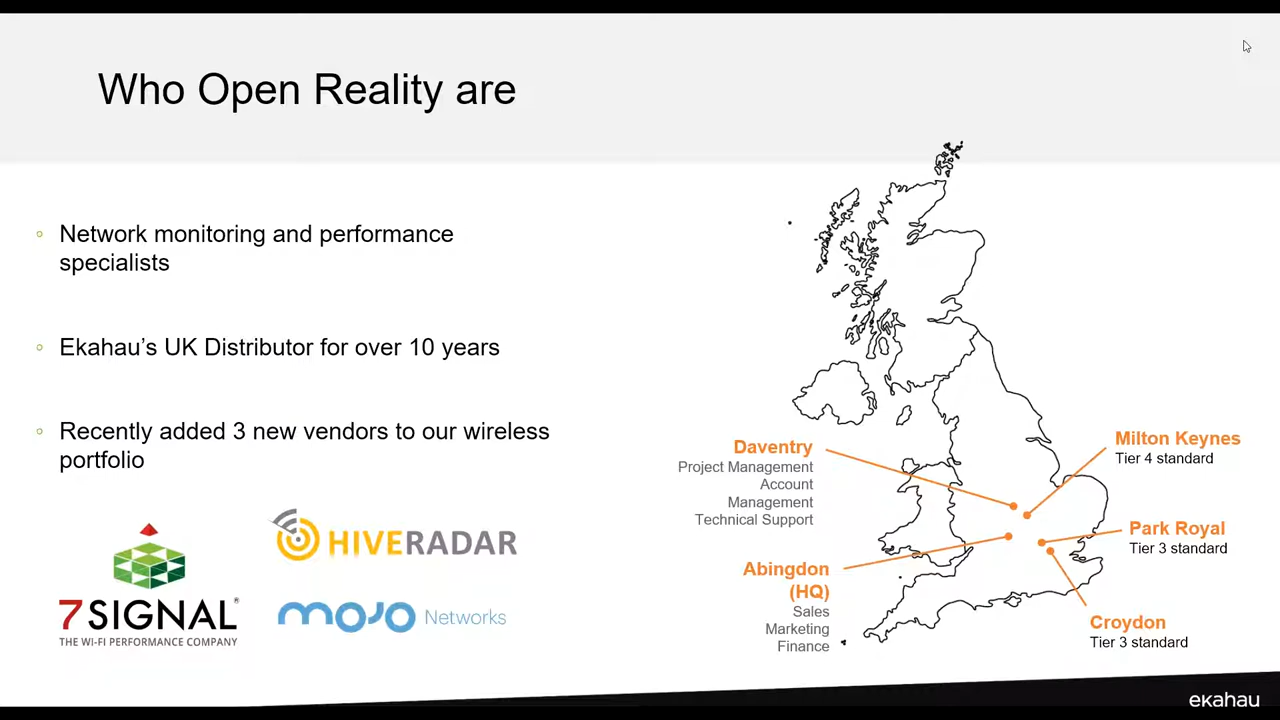 Who Open Reality are
Network monitoring and performance
specialists
Ekahau’s UK Distributor for over 10 years
Recently added 3 new vendors to our wireless
portfolio
7SIGNAL®
THE WI-FI PERFORMANCE COMPANY
HIVERADAR
mojo Networks
Daventry
Project Management
Account
Management
Technical Support
Abingdon
(HQ)
Sales
Marketing
Finance
Milton Keynes
Tier 4 standard
Park Royal
Tier 3 standard
Croydon
Tier 3 standard
ekahau